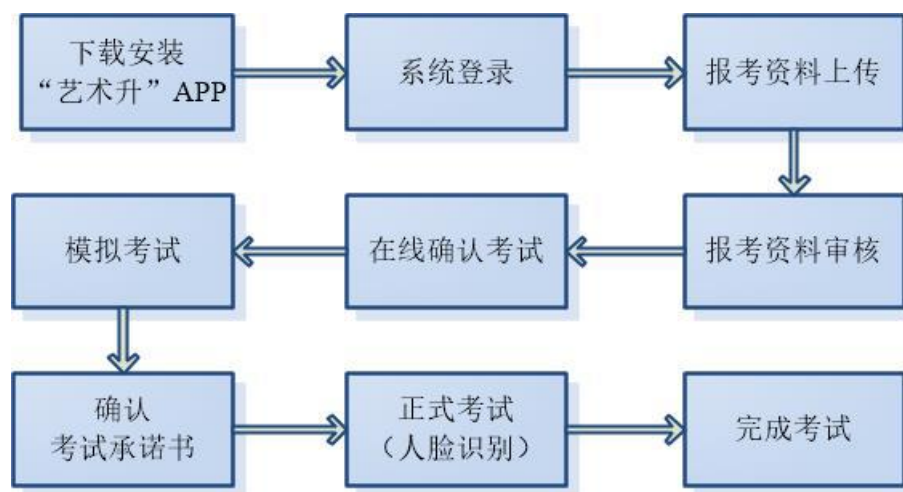 下载安装
“艺术升”APP
系统登录
报考资料上传
报考资料审核
在线确认考试
模拟考试
确认
考试承诺书
正式考试
（人脸识别）
完成考试